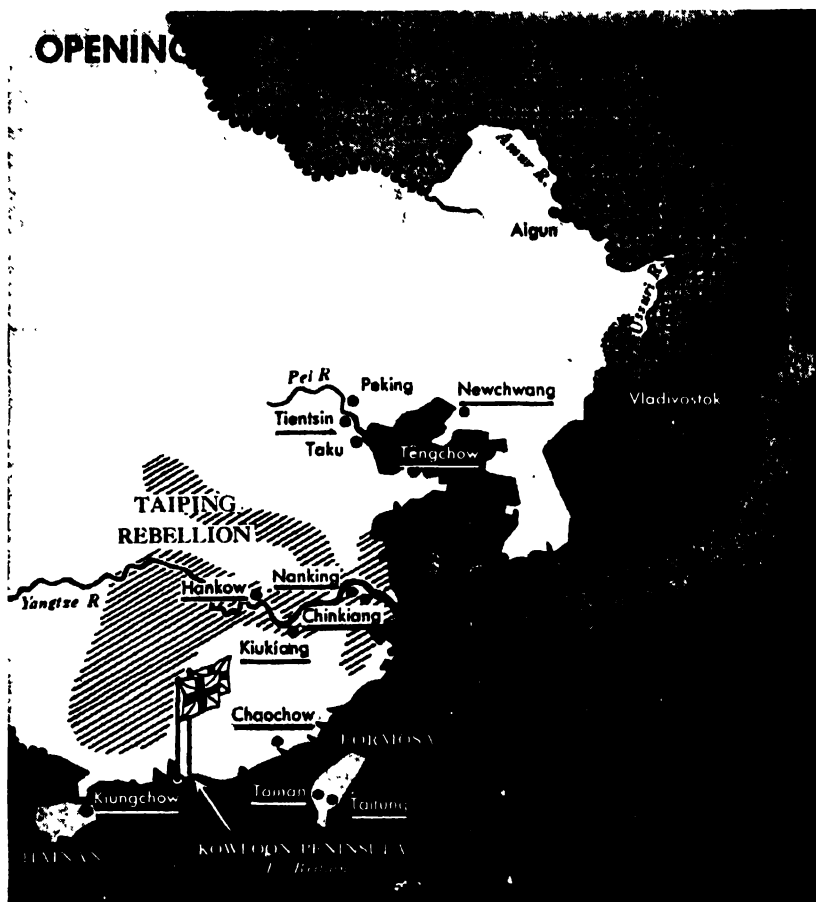 OPENING
Amur R.
Aigun
Ussuri R.
Pei R
Peking
Newchwang
Vladivostok
Tientsin
Taku
Tengchow
TAIPING
REBELLION
Nanking
Hankow
Yangtze R
Chinkiang
Kiukiang
Chaochow
FORMOSA
Kiungchow
Tainan
Taitung
HAINAN
KOWLOON PENINSULA